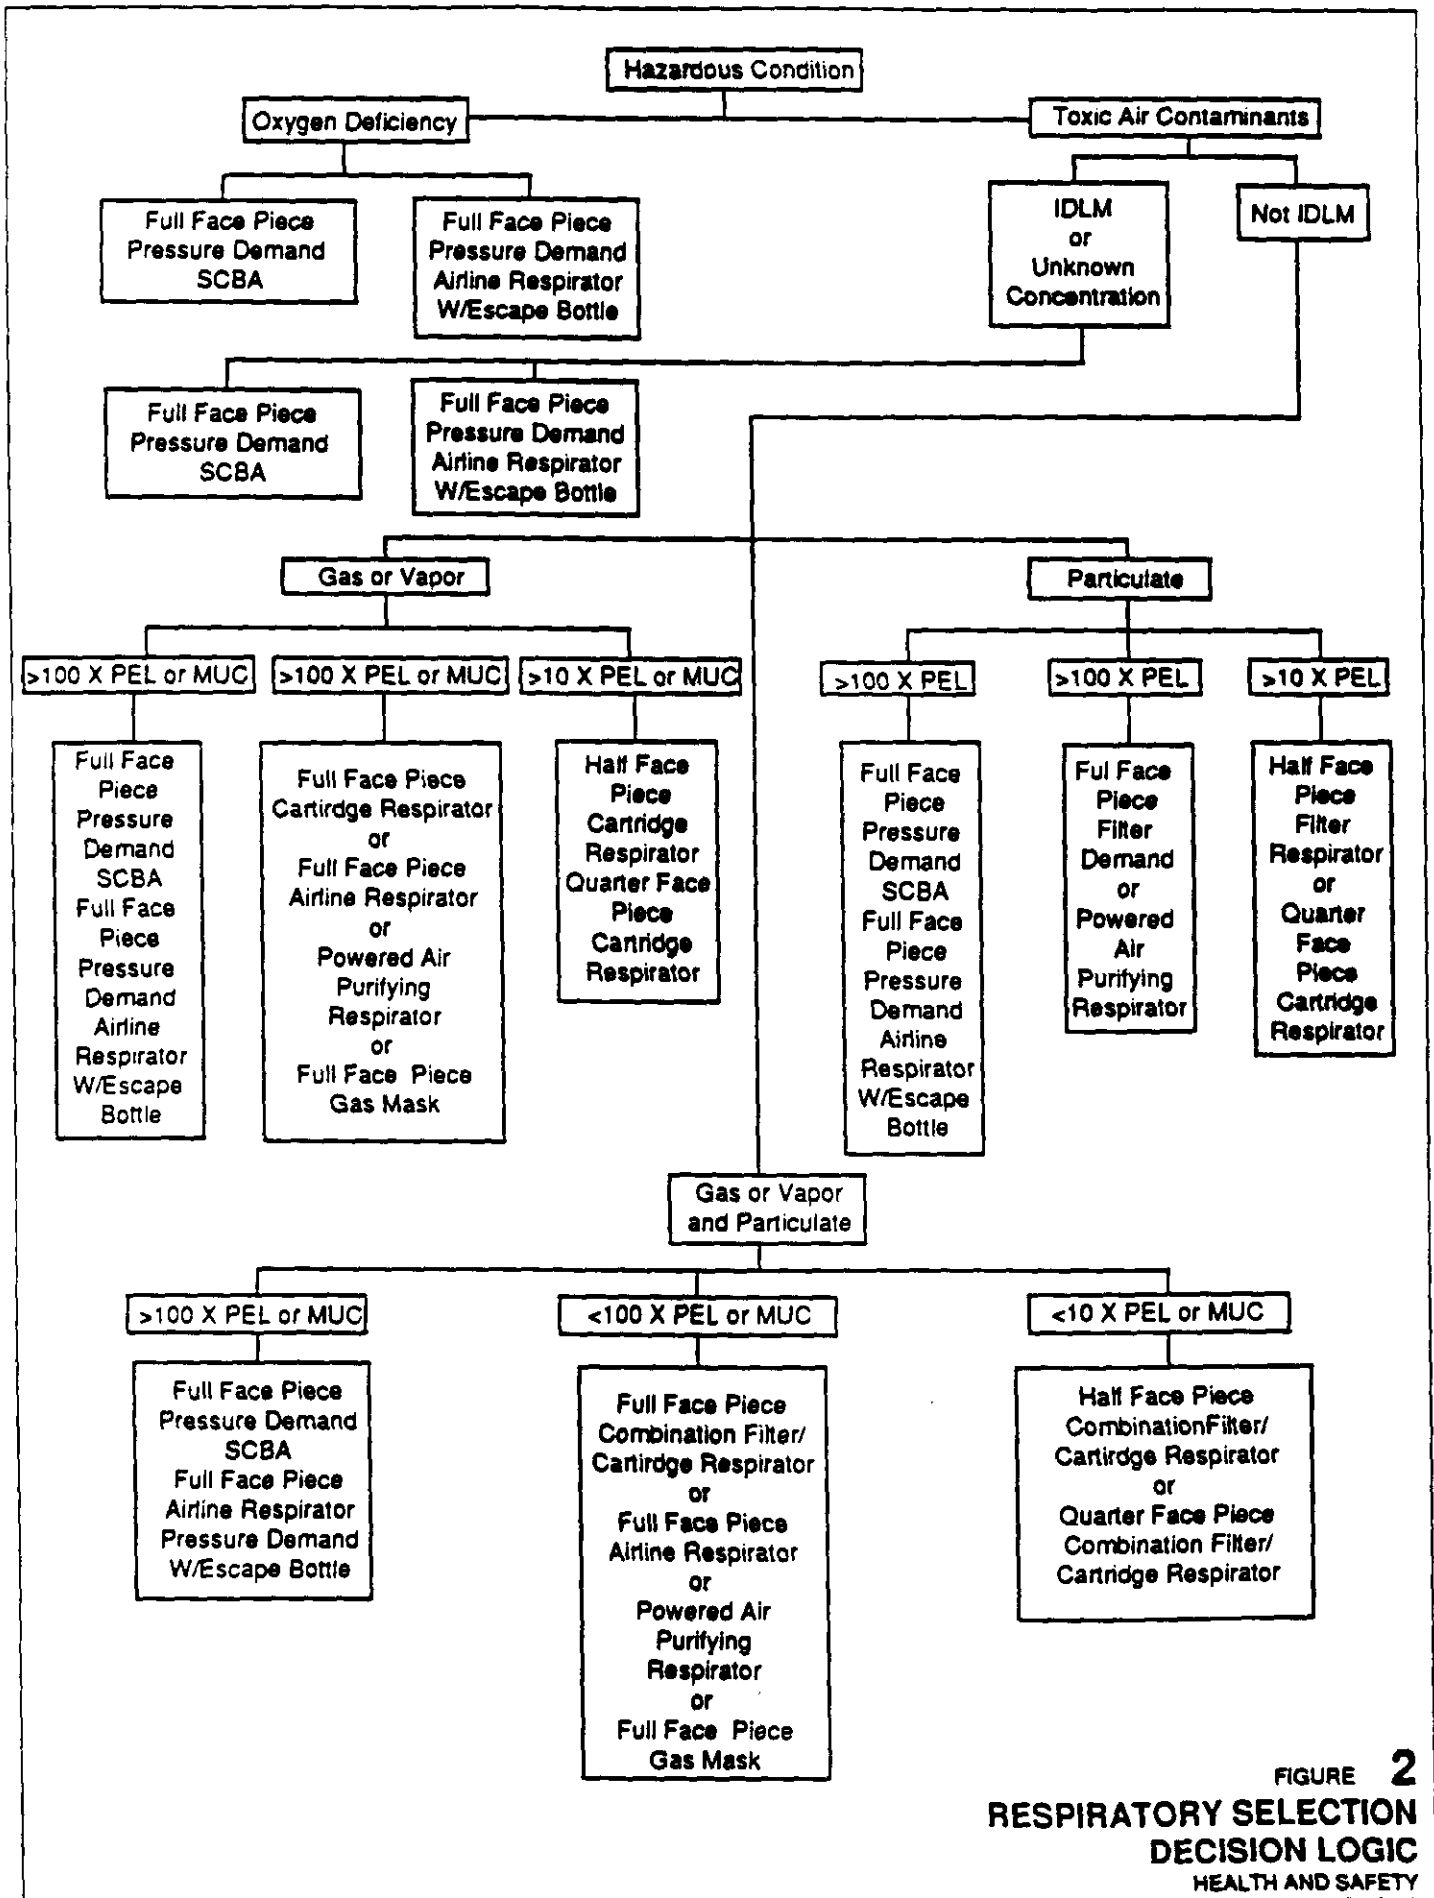 Hazardous Condition
Oxygen Deficiency
Toxic Air Contaminants
Full Face Piece
Pressure Demand
SCBA
Full Face Piece
Pressure Demand
Airline Respirator
W/Escape Bottle
IDLM
or
Unknown
Concentration
Not IDLM
Full Face Piece
Pressure Demand
SCBA
Full Face Piece
Pressure Demand
Airline Respirator
W/Escape Bottle
Gas or Vapor
Particulate
>100 X PEL or MUC
>100 X PEL or MUC
>10 X PEL or MUC
>100 X PEL
>100 X PEL
>10 X PEL
Full Face
Piece
Pressure
Demand
SCBA
Full Face
Piece
Pressure
Demand
Airline
Respirator
W/Escape
Bottle
Full Face Piece
Cartirdge Respirator
or
Full Face Piece
Airline Respirator
or
Powered Air
Purifying
Respirator
or
Full Face Piece
Gas Mask
Half Face
Piece
Cartridge
Respirator
Quarter Face
Piece
Cartridge
Respirator
Full Face
Piece
Pressure
Demand
SCBA
Full Face
Piece
Pressure
Demand
Airline
Respirator
W/Escape
Bottle
Ful Face
Piece
Filter
Demand
or
Powered
Air
Purifying
Respirator
Half Face
Piece
Filter
Respirator
or
Quarter
Face
Piece
Cartridge
Respirator
Gas or Vapor
and Particulate
>100 X PEL or MUC
<100 X PEL or MUC
<10 X PEL or MUC
Full Face Piece
Pressure Demand
SCBA
Full Face Piece
Airline Respirator
Pressure Demand
W/Escape Bottle
Full Face Piece
Combination Filter/
Cartirdge Respirator
or
Full Face Piece
Airline Respirator
or
Powered Air
Purifying
Respirator
or
Full Face Piece
Gas Mask
Half Face Piece
CombinationFilter/
Cartirdge Respirator
or
Quarter Face Piece
Combination Filter/
Cartridge Respirator
FIGURE 2
RESPIRATORY SELECTION
DECISION LOGIC
HEALTH AND SAFETY